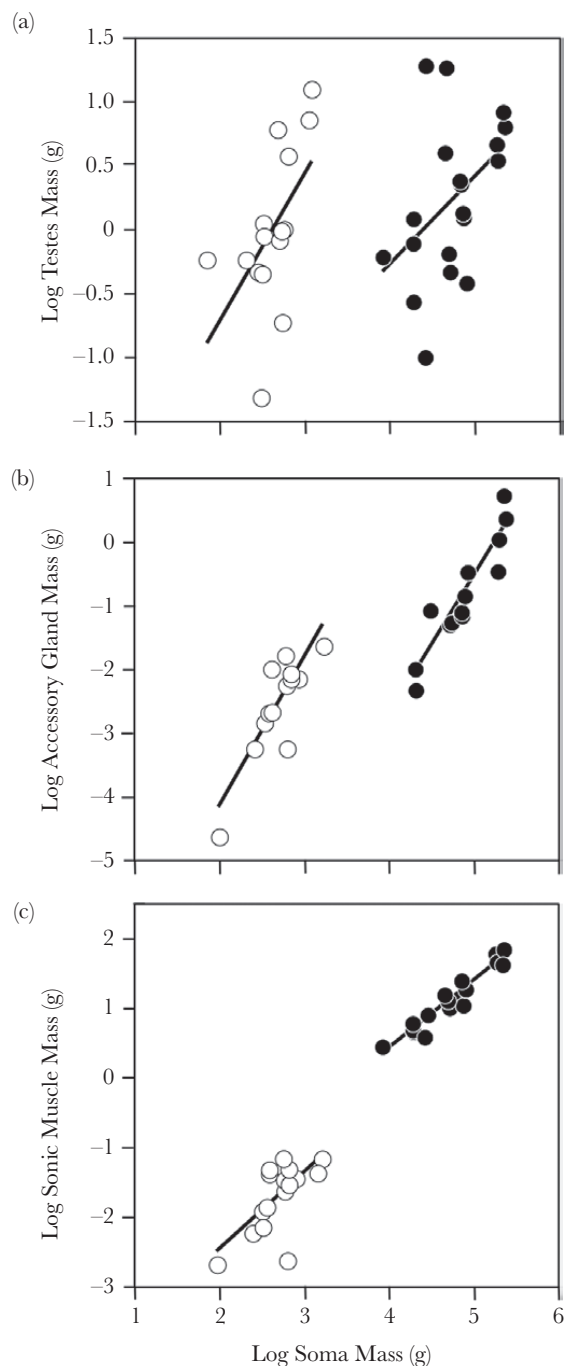 (a)
1.5
1.0
0.5
0
–0.5
–1.0
–1.5
Log Testes Mass (g)
(b)
1
0
–1
–2
–3
–4
–5
Log Accessory Gland Mass (g)
(c)
2
1
0
–1
–2
–3
Log Sonic Muscle Mass (g)
1 2 3 4 5 6
Log Soma Mass (g)